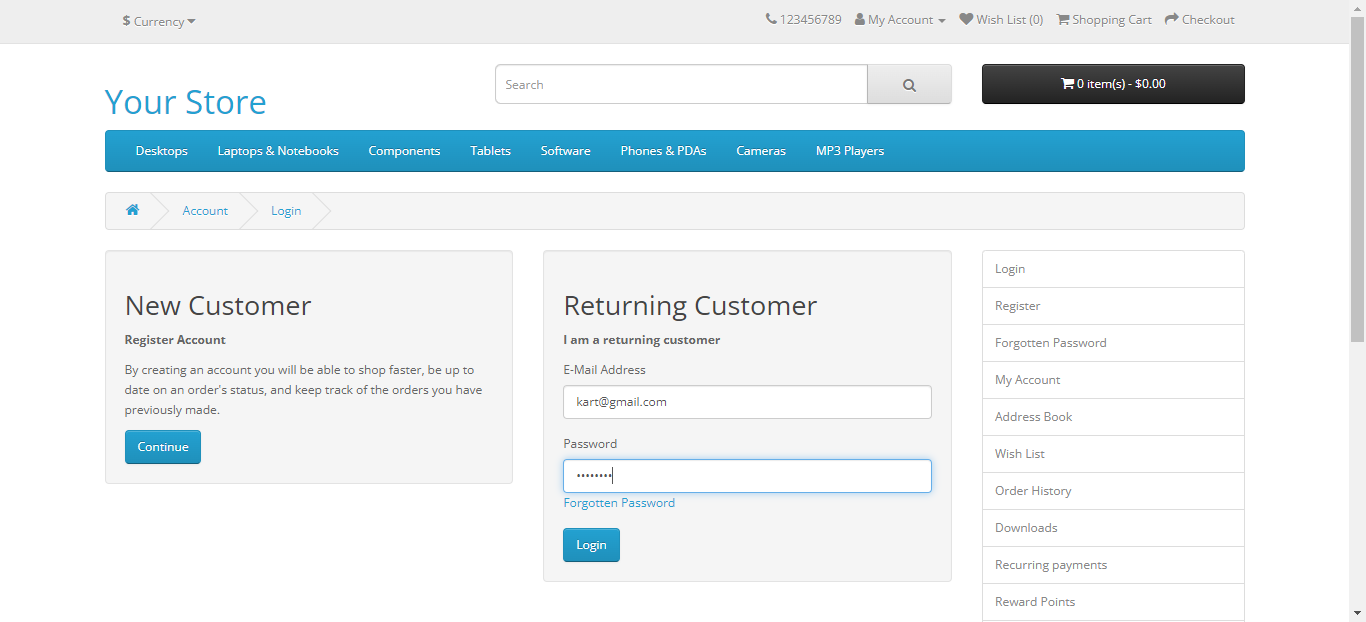 $ Currency
123456789 My Account Wish List (0) Shopping Cart Checkout
Your Store
Search
0 item(s) - $0.00
Desktops Laptops & Notebooks Components Tablets Software Phones & PDAs Cameras MP3 Players
Account Login
New Customer
Register Account
By creating an account you will be able to shop faster, be up to
date on an order's status, and keep track of the orders you have
previously made.
Continue
Returning Customer
I am a returning customer
E-Mail Address
kart@gmail.com
Password
••••••••
Forgotten Password
Login
Login
Register
Forgotten Password
My Account
Address Book
Wish List
Order History
Downloads
Recurring payments
Reward Points